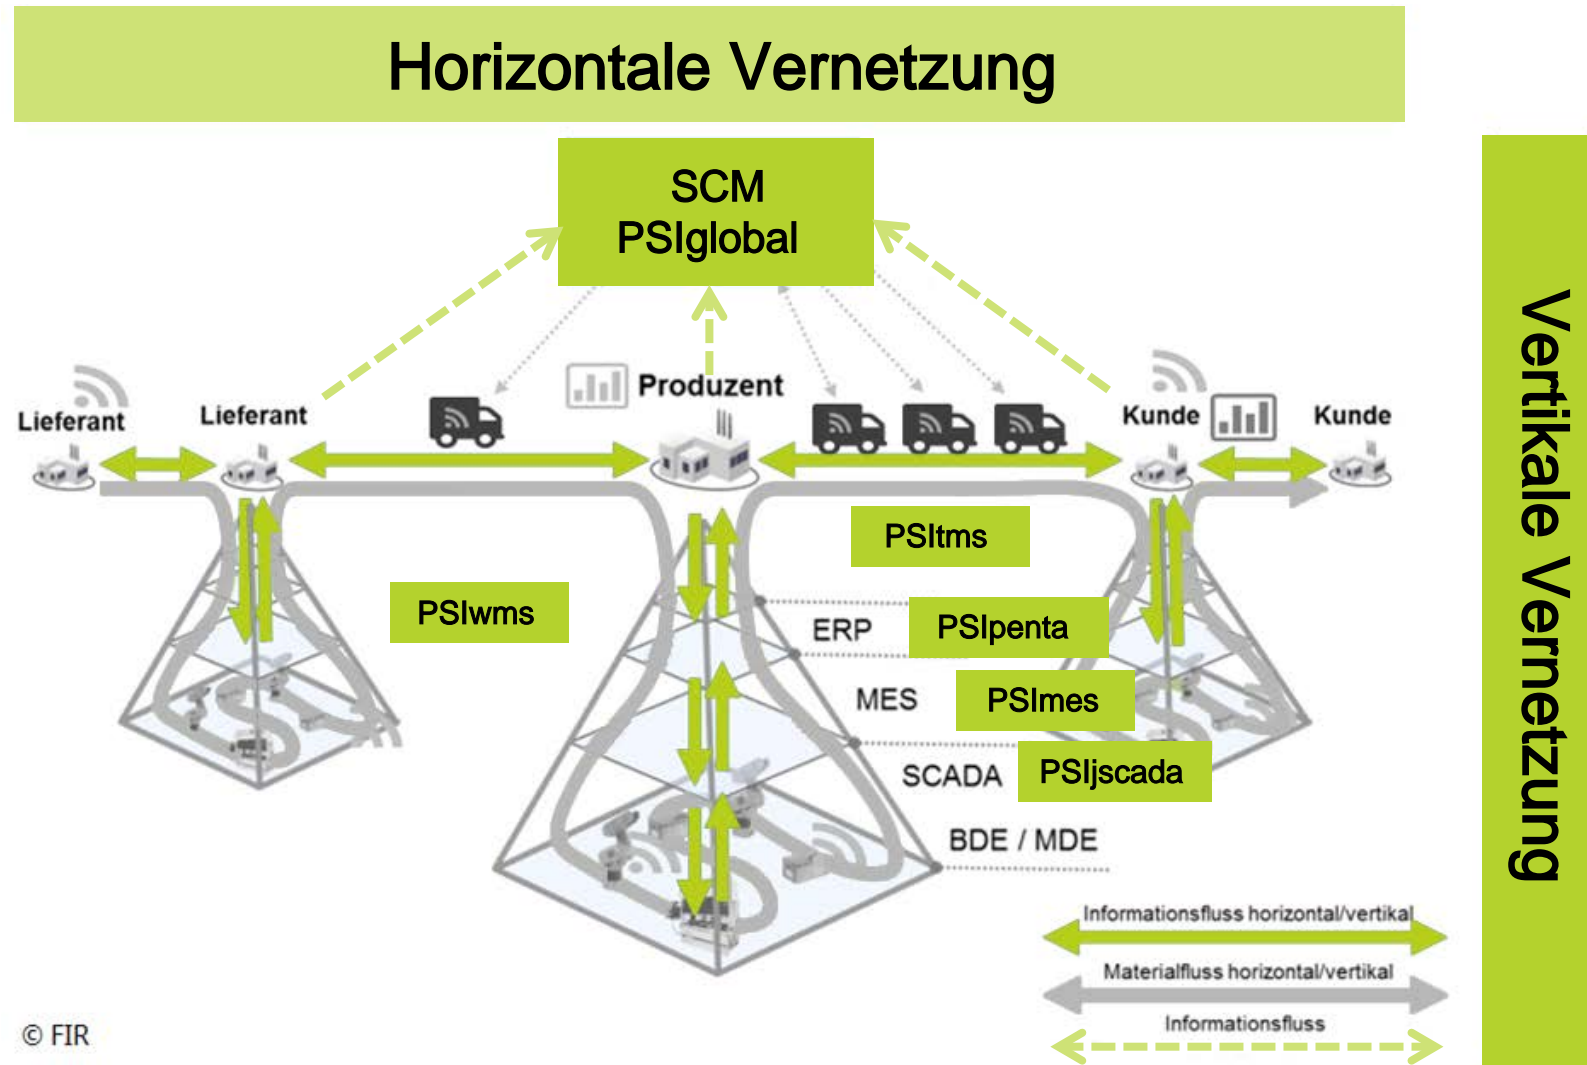 Horizontale Vernetzung
SCM
PSIglobal
Vertikale Vernetzung
Lieferant
Lieferant
Produzent
Kunde
Kunde
PSItms
PSIwms
ERP
PSIpenta
MES
PSImes
SCADA
PSIjscada
BDE / MDE
Informationsfluss horizontal/vertikal
Materialfluss horizontal/vertikal
Informationsfluss
© FIR